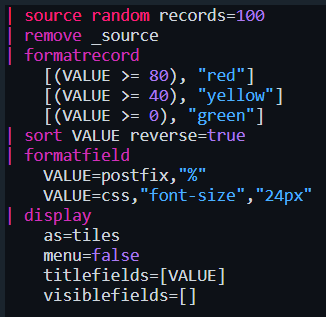 | source random records=100
| remove _source
| formatrecord
    [(VALUE >= 80), "red"]
    [(VALUE >= 40), "yellow"]
    [(VALUE >= 0), "green"]
| sort VALUE reverse=true
| formatfield
    VALUE=postfix,"%"
    VALUE=css,"font-size","24px"
| display
    as=tiles
    menu=false
    titlefields=[VALUE]
    visiblefields=[]